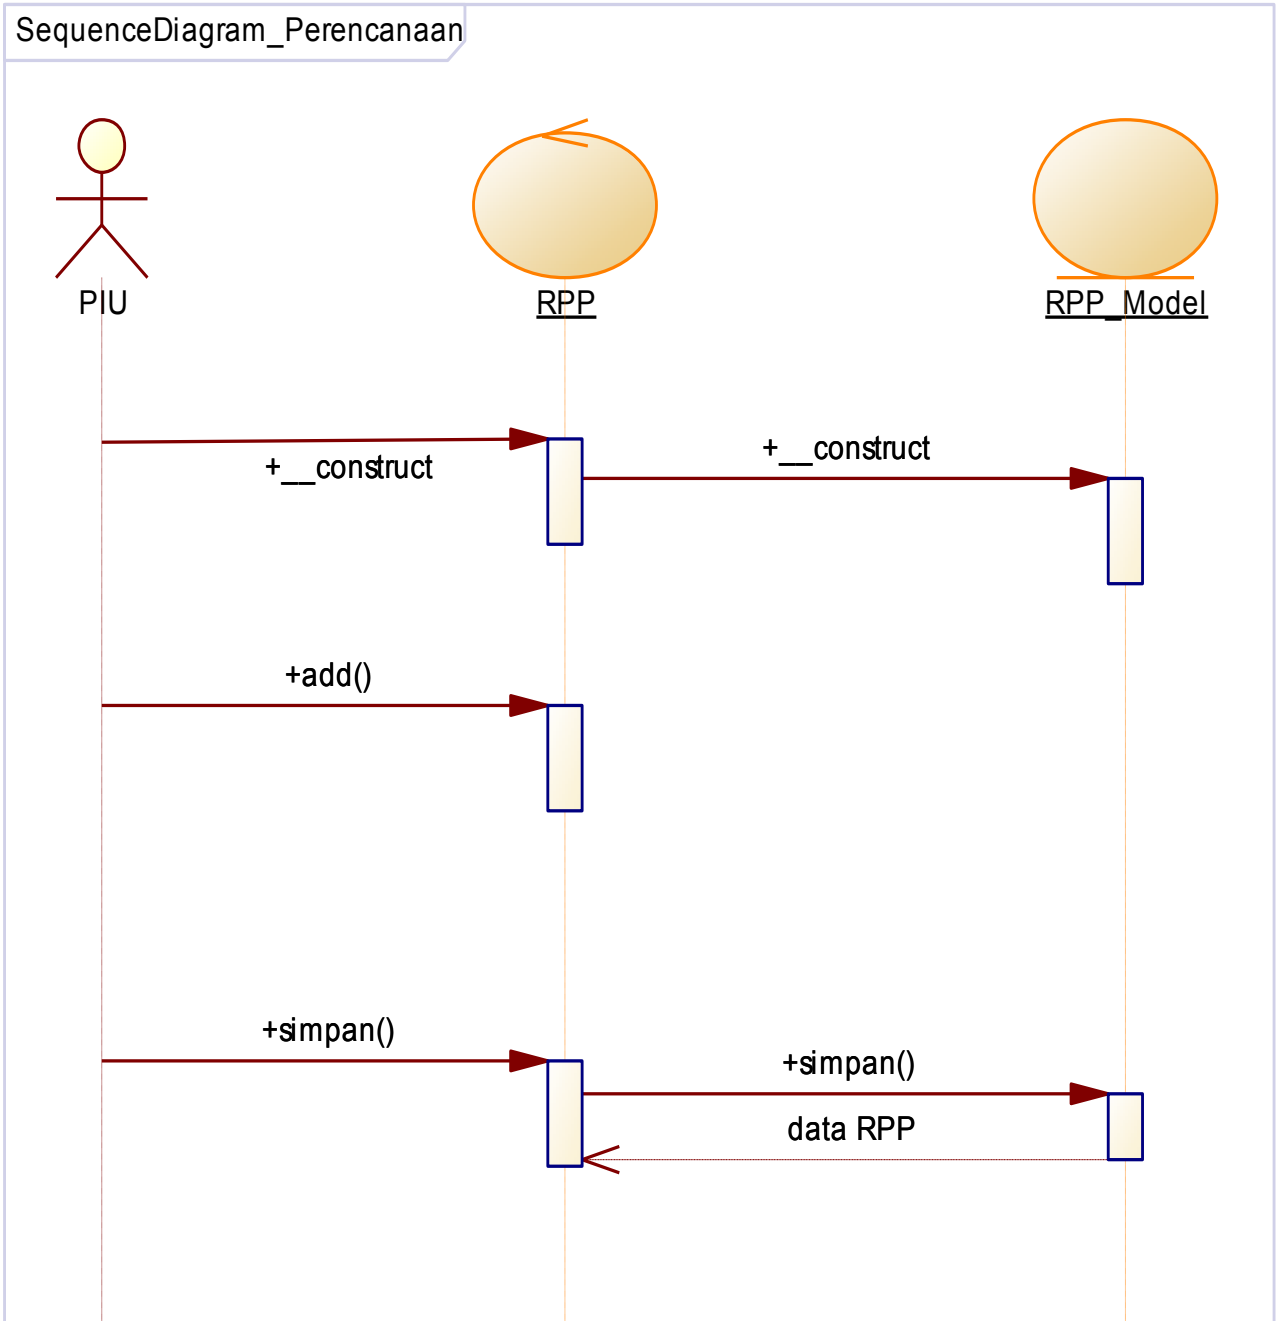 SequenceDiagram_Perencanaan
PIU
RPP
RPP_Model
+__construct
+__construct
+add()
+simpan()
+simpan()
data RPP